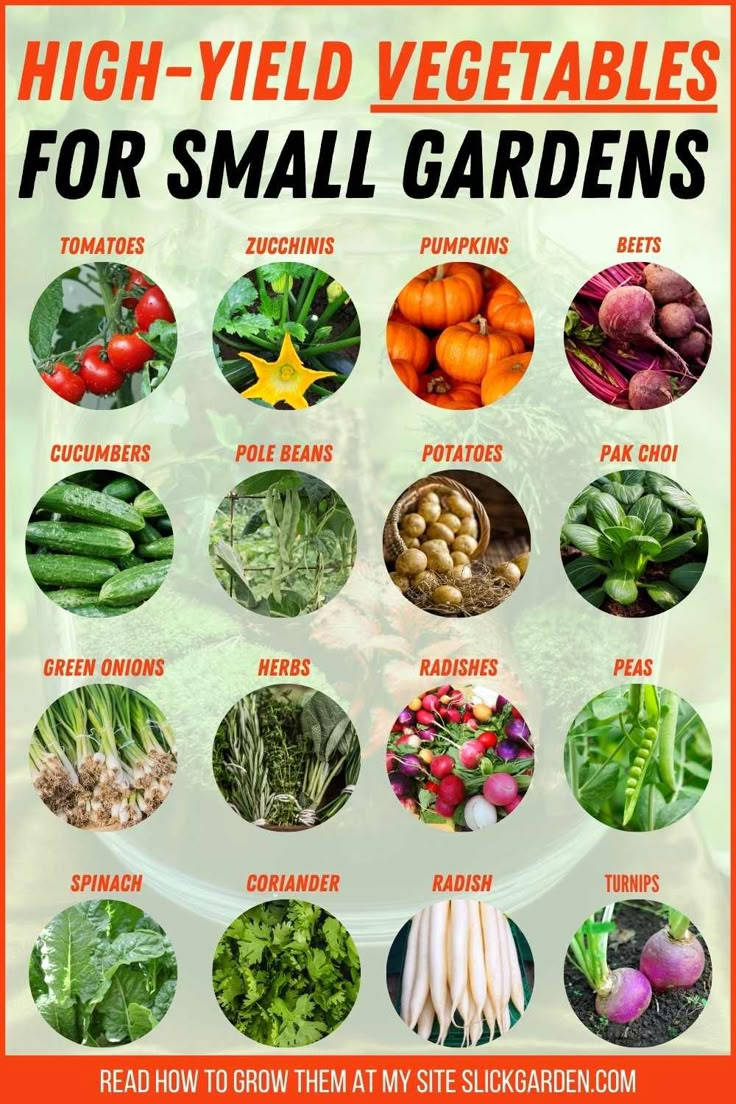 HIGH-YIELD VEGETABLES
FOR SMALL GARDENS
TOMATOES
ZUCCHINIS
PUMPKINS
BEETS
CUCUMBERS
POLE BEANS
POTATOES
PAK CHOI
GREEN ONIONS
HERBS
RADISHES
PEAS
SPINACH
CORIANDER
RADISH
TURNIPS
READ HOW TO GROW THEM AT MY SITE SLICKGARDEN.COM